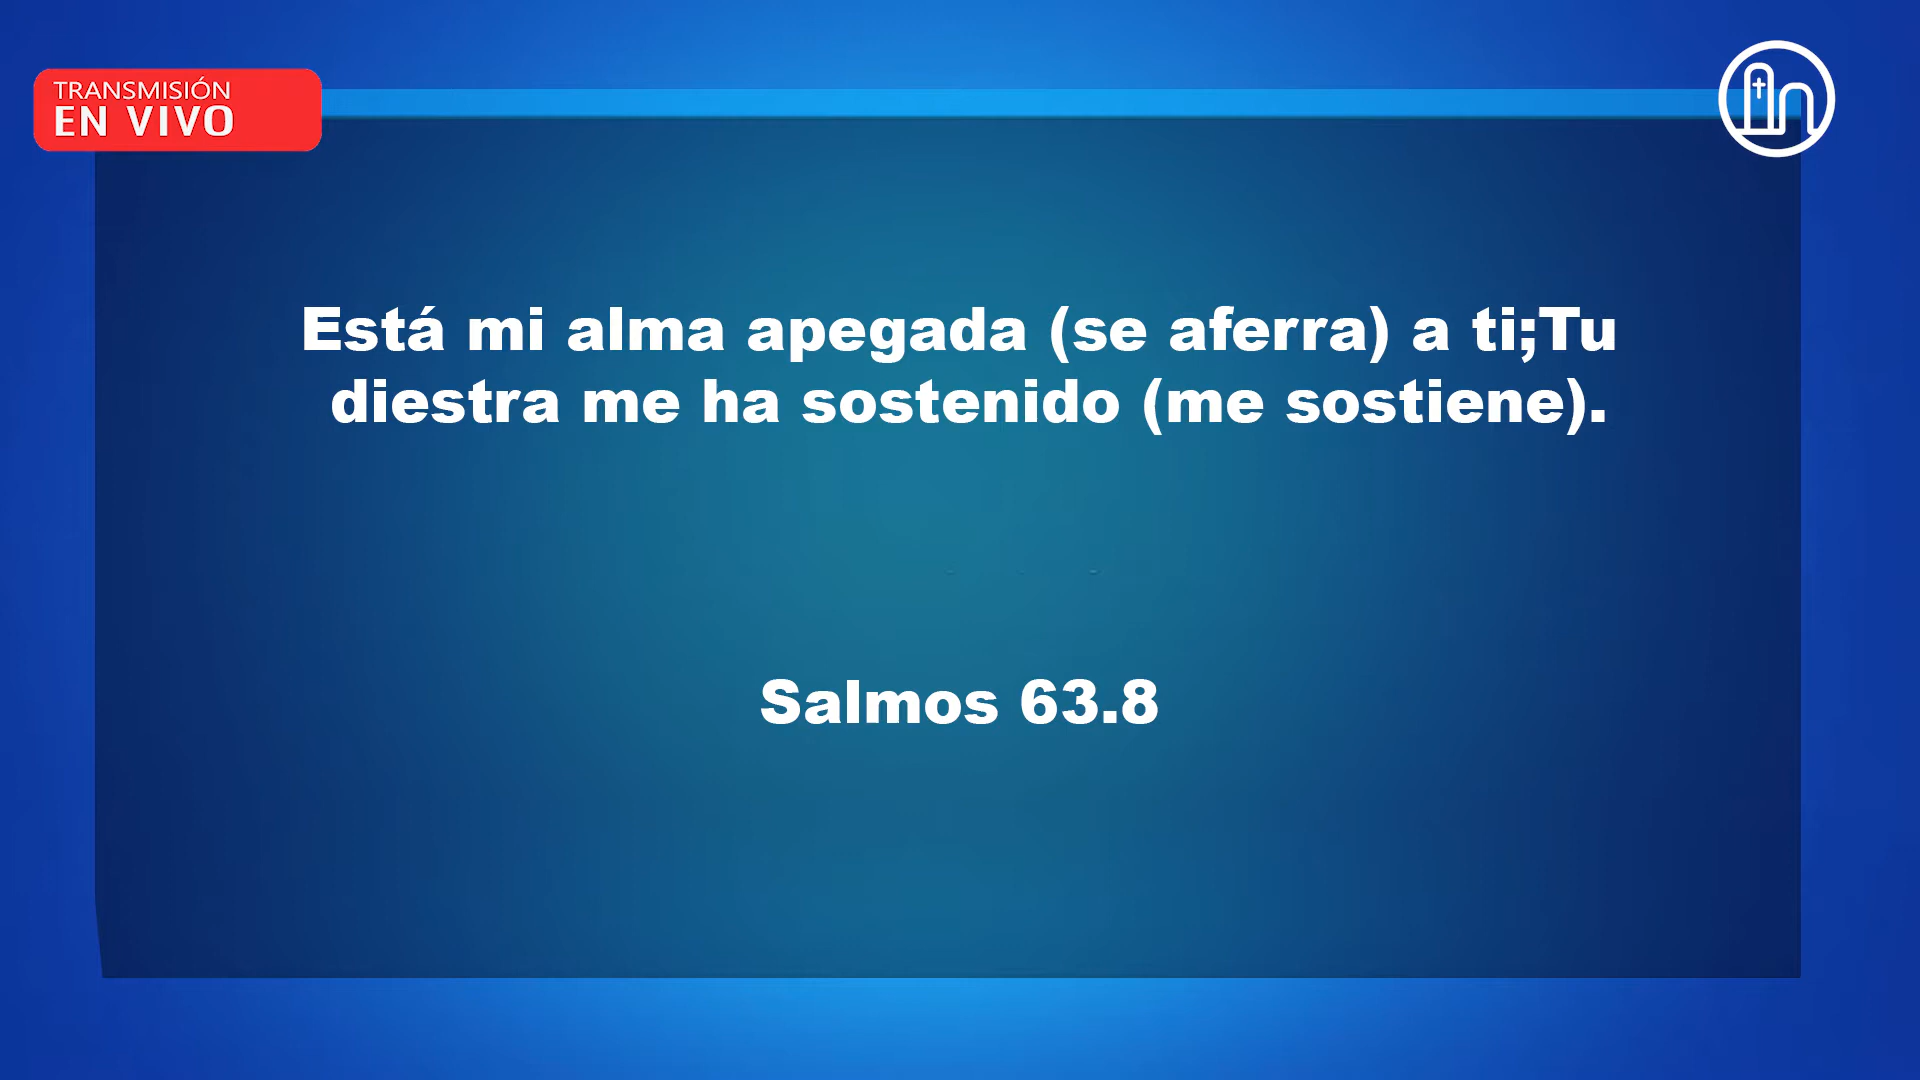 TRANSMISIÓN
EN VIVO
Está mi alma apegada (se aferra) a ti;Tu
diestra me ha sostenido (me sostiene).
Salmos 63.8